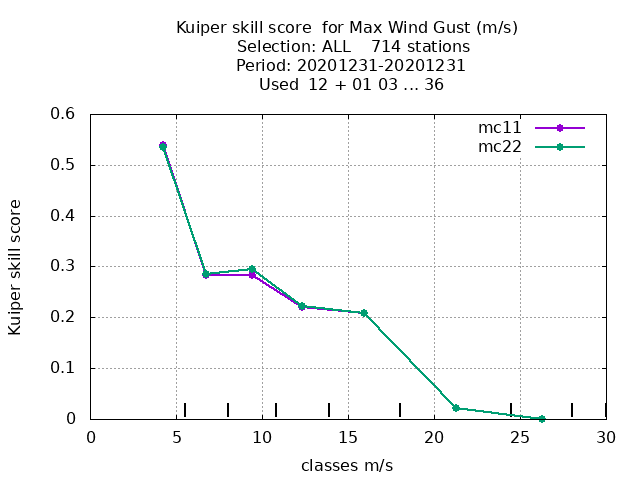 Kuiper skill score  for Max Wind Gust (m/s)
Selection: ALL    714 stations
Period: 20201231-20201231
Used  12 + 01 03 ... 36
mc11
mc22
0.6
0.5
0.4
0.3
0.2
0.1
0
Kuiper skill score
0 5 10 15 20 25 30
classes m/s